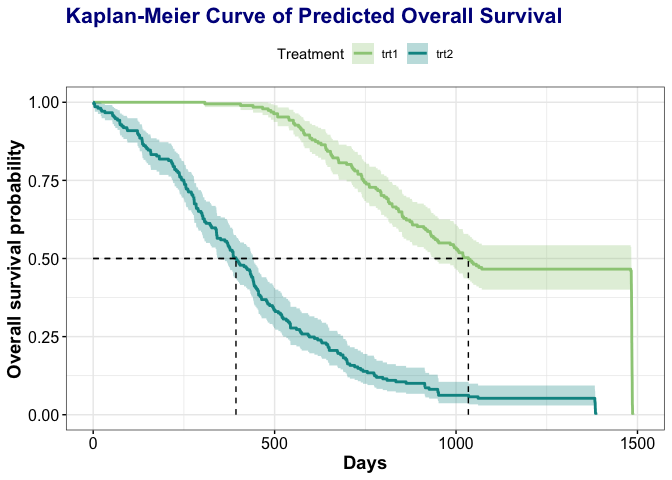 Kaplan-Meier Curve of Predicted Overall Survival
Treatment trt1 trt2
Overall survival probability
1.00
0.75
0.50
0.25
0.00
0 500 1000 1500
Days